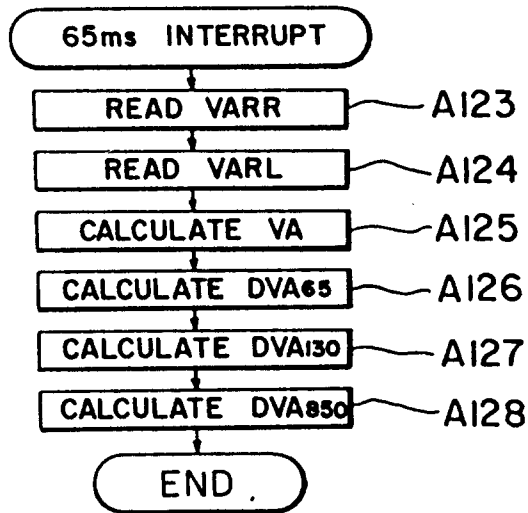 65ms INTERRUPT
READ VARR A123
READ VARL A124
CALCULATE VA A125
CALCULATE DVA65 A126
CALCULATE DVA130 A127
CALCULATE DVA850 A128
END